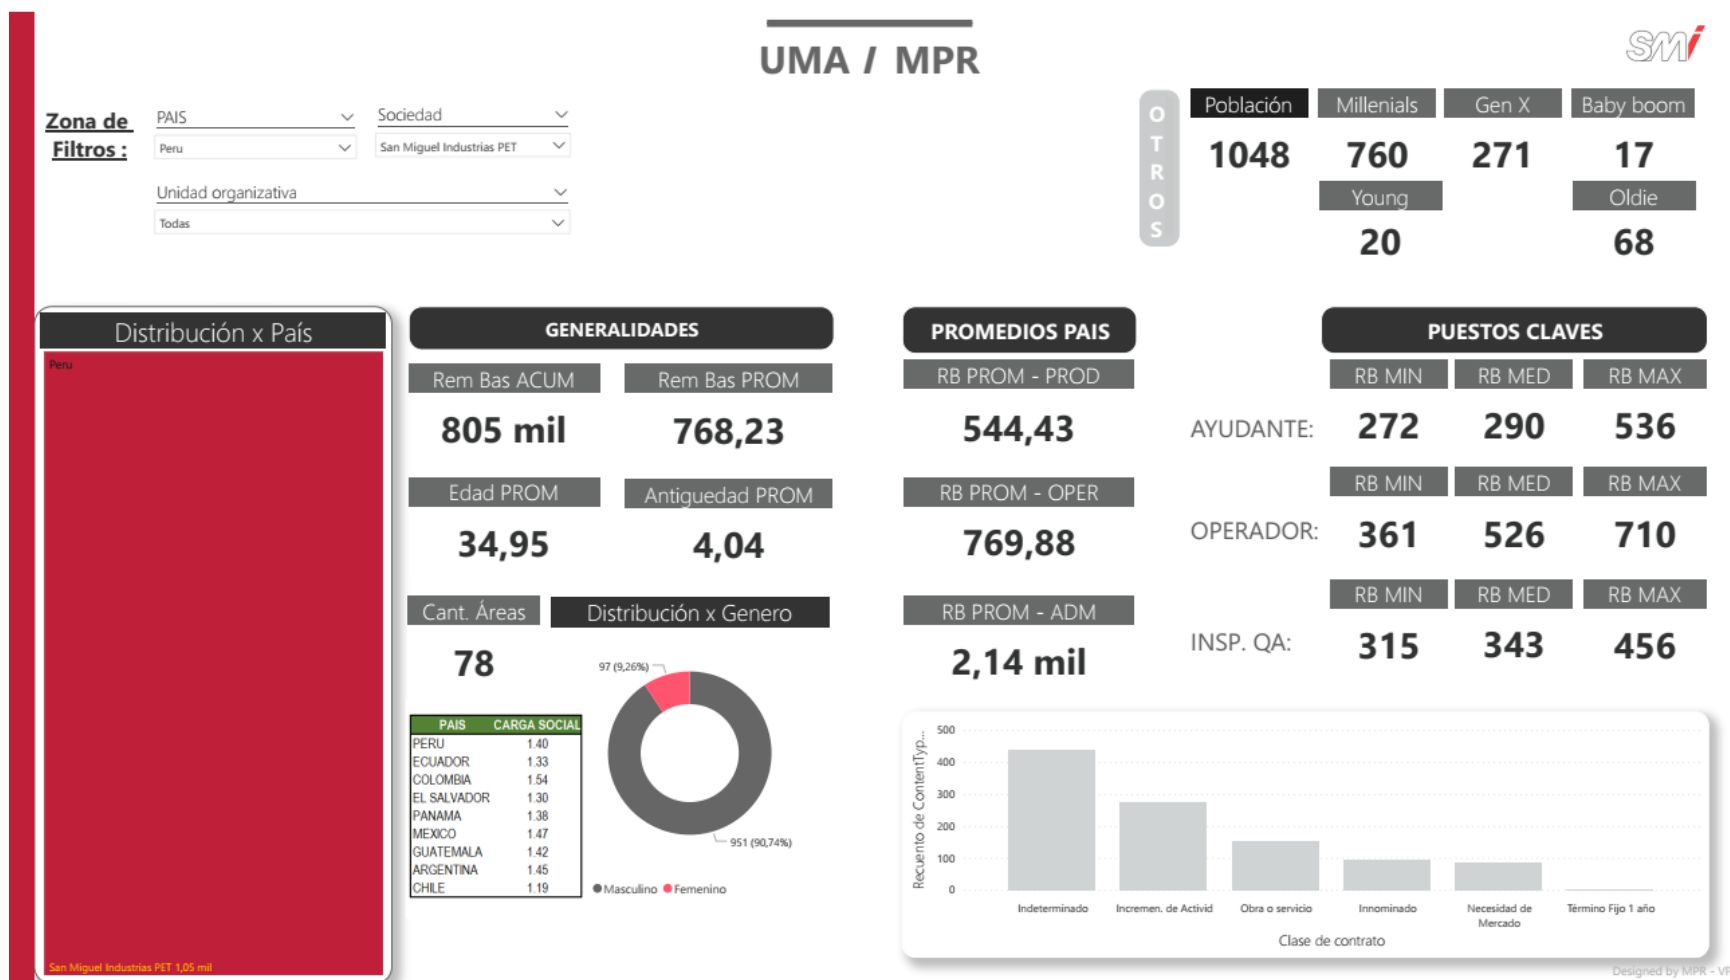 UMA / MPR
SMi
Zona de
Filtros :
PAIS
Peru
Sociedad
San Miguel Industrias PET
Unidad organizativa
Todas
OTROS
Población Millenials Gen X Baby boom
1048 760 271 17
Young Oldie
20 68
Distribución x País
Peru
San Miguel Industrias PET 1,05 mil
GENERALIDADES
Rem Bas ACUM Rem Bas PROM
805 mil 768,23
Edad PROM Antiguedad PROM
34,95 4,04
Cant. Áreas
78
Distribución x Genero
97 (9,26%)
951 (90,74%)
Masculino Femenino
PAIS CARGA SOCIAL
PERU 1.40
ECUADOR 1.33
COLOMBIA 1.54
EL SALVADOR 1.30
PANAMA 1.38
MEXICO 1.47
GUATEMALA 1.42
ARGENTINA 1.45
CHILE 1.19
PROMEDIOS PAIS
RB PROM - PROD
544,43
RB PROM - OPER
769,88
RB PROM - ADM
2,14 mil
PUESTOS CLAVES
RB MIN RB MED RB MAX
AYUDANTE: 272 290 536
RB MIN RB MED RB MAX
OPERADOR: 361 526 710
RB MIN RB MED RB MAX
INSP. QA: 315 343 456
Recuento de ContentTyp...
500
400
300
200
100
0
Indeterminado
Incremen. de Activid
Obra o servicio
Innominado
Necesidad de
Mercado
Término Fijo 1 año
Clase de contrato
Designed by MPR - VF